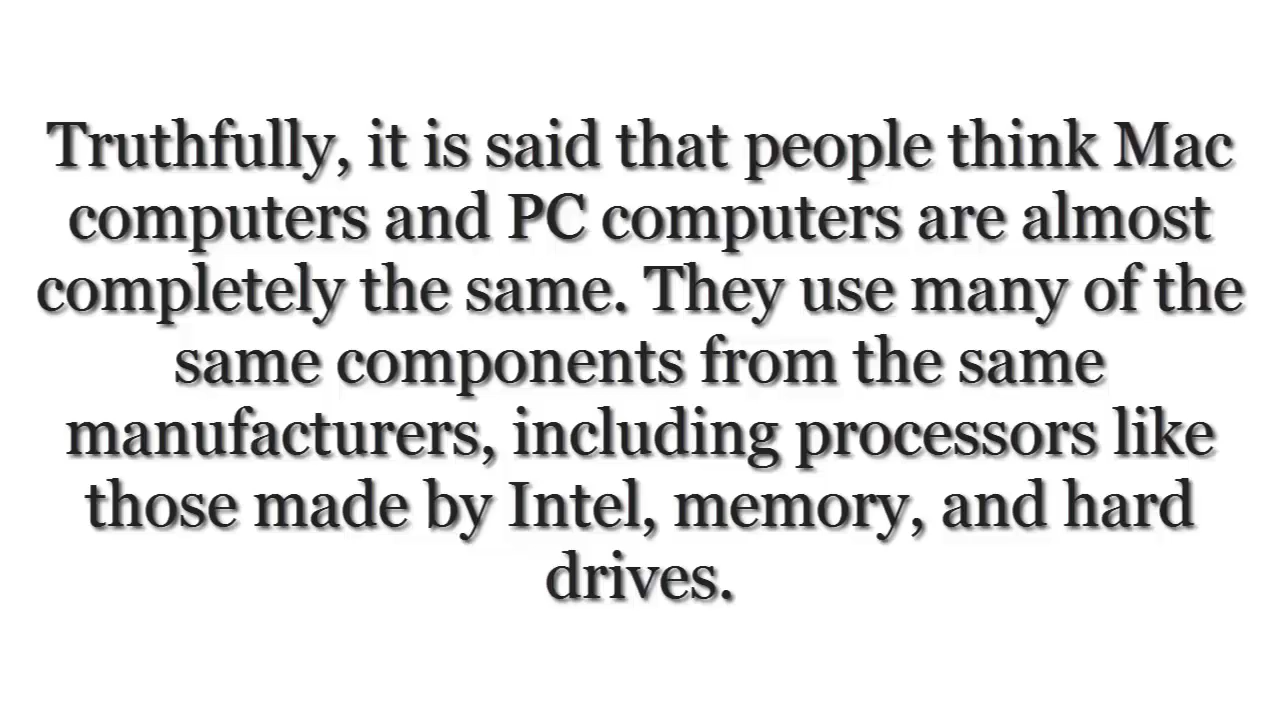 Truthfully, it is said that people think Mac
computers and PC computers are almost
completely the same. They use many of the
same components from the same
manufacturers, including processors like
those made by Intel, memory, and hard
drives.